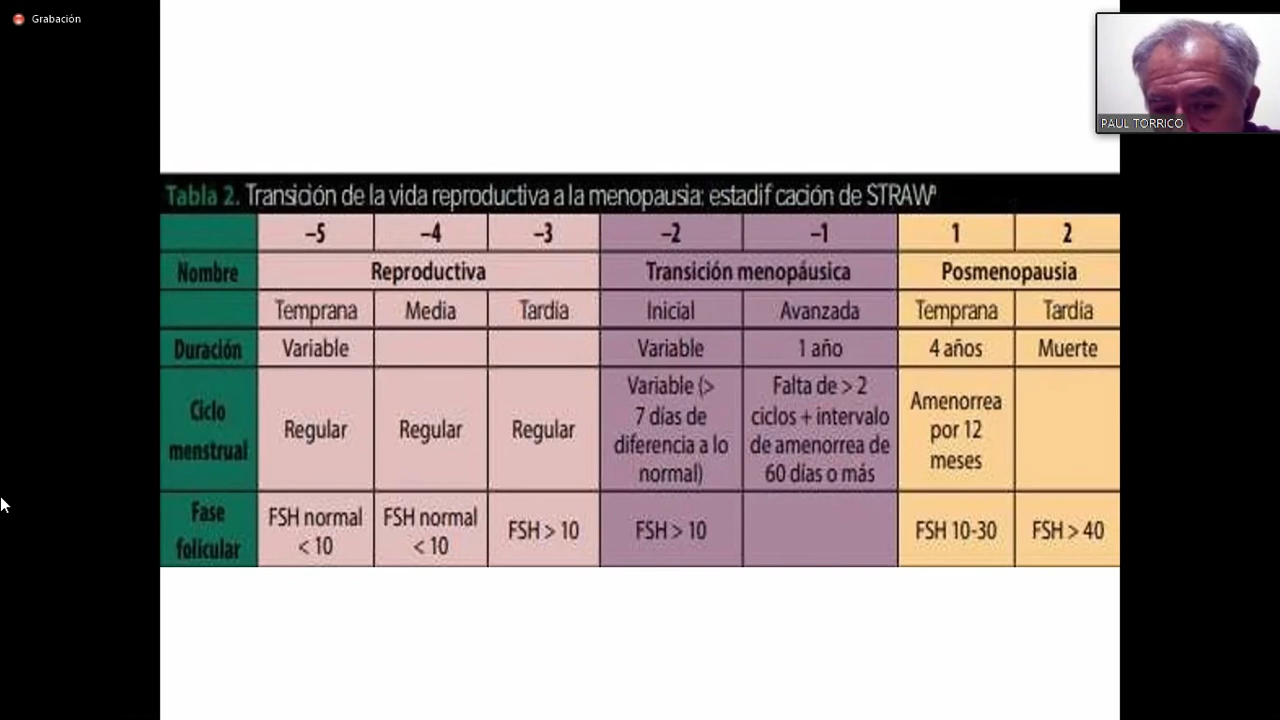 Grabación
PAUL TORRICO
Tabla 2. Transición de la vida reproductiva a la menopausia: estadif cación de STRAW⁸
–5 –4 –3 –2 –1 1 2
Nombre Reproductiva Transición menopáusica Posmenopausia
Temprana Media Tardía Inicial Avanzada Temprana Tardía
Duración Variable Variable 1 año 4 años Muerte
Ciclo
menstrual
Regular
Regular
Regular
Variable (>
7 días de
diferencia a lo
normal)
Falta de > 2
ciclos + intervalo
de amenorrea de
60 días o más
Amenorrea
por 12
meses
Fase
folicular
FSH normal
< 10
FSH normal
< 10
FSH > 10
FSH > 10
FSH 10-30
FSH > 40